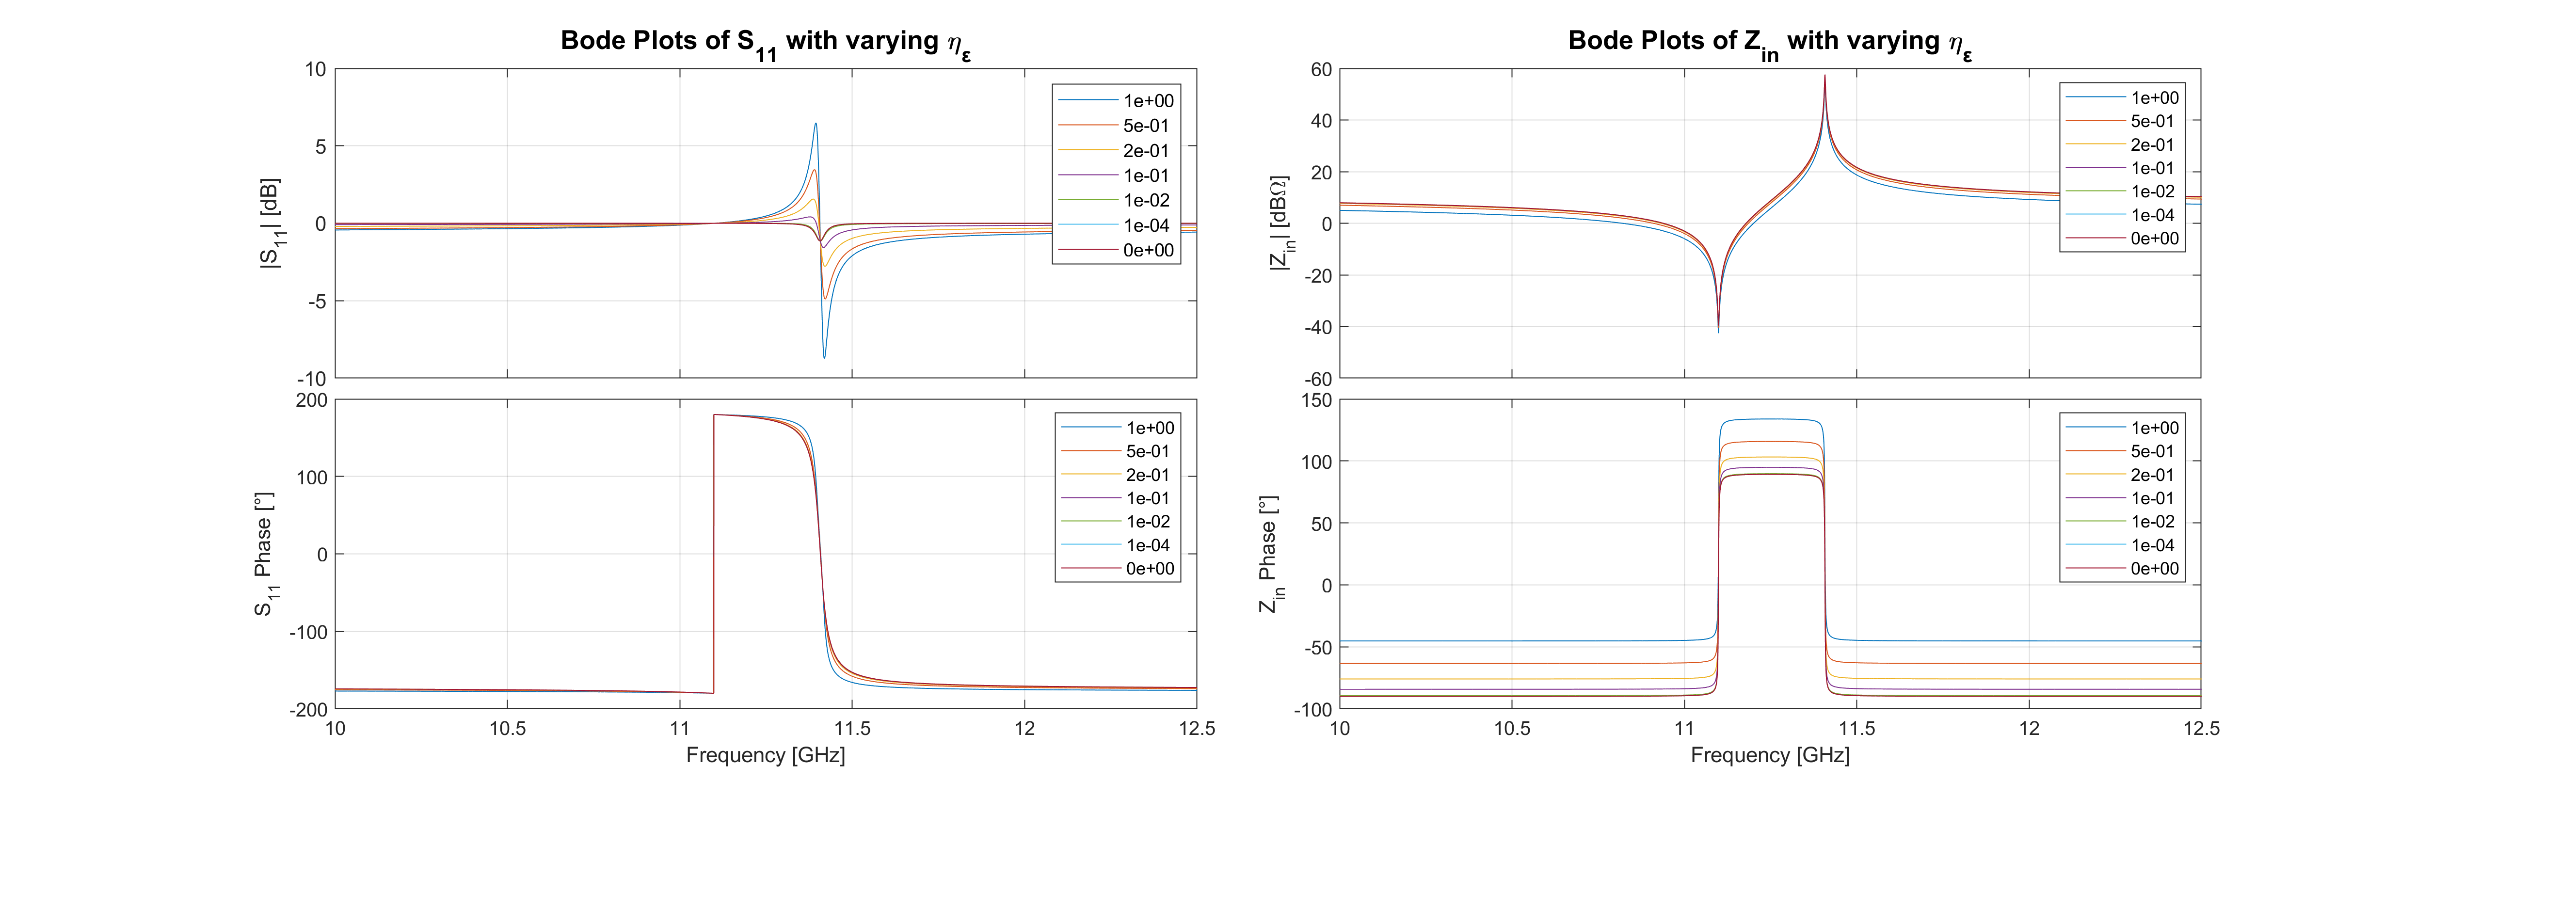 Bode Plots of S11 with varying ηε
10
5
0
-5
-10
|S11| [dB]
1e+00
5e-01
2e-01
1e-01
1e-02
1e-04
0e+00
200
100
0
-100
-200
S11 Phase [°]
1e+00
5e-01
2e-01
1e-01
1e-02
1e-04
0e+00
10 10.5 11 11.5 12 12.5
Frequency [GHz]
Bode Plots of Zin with varying ηε
60
40
20
0
-20
-40
-60
|Zin| [dBΩ]
1e+00
5e-01
2e-01
1e-01
1e-02
1e-04
0e+00
150
100
50
0
-50
-100
Zin Phase [°]
1e+00
5e-01
2e-01
1e-01
1e-02
1e-04
0e+00
10 10.5 11 11.5 12 12.5
Frequency [GHz]